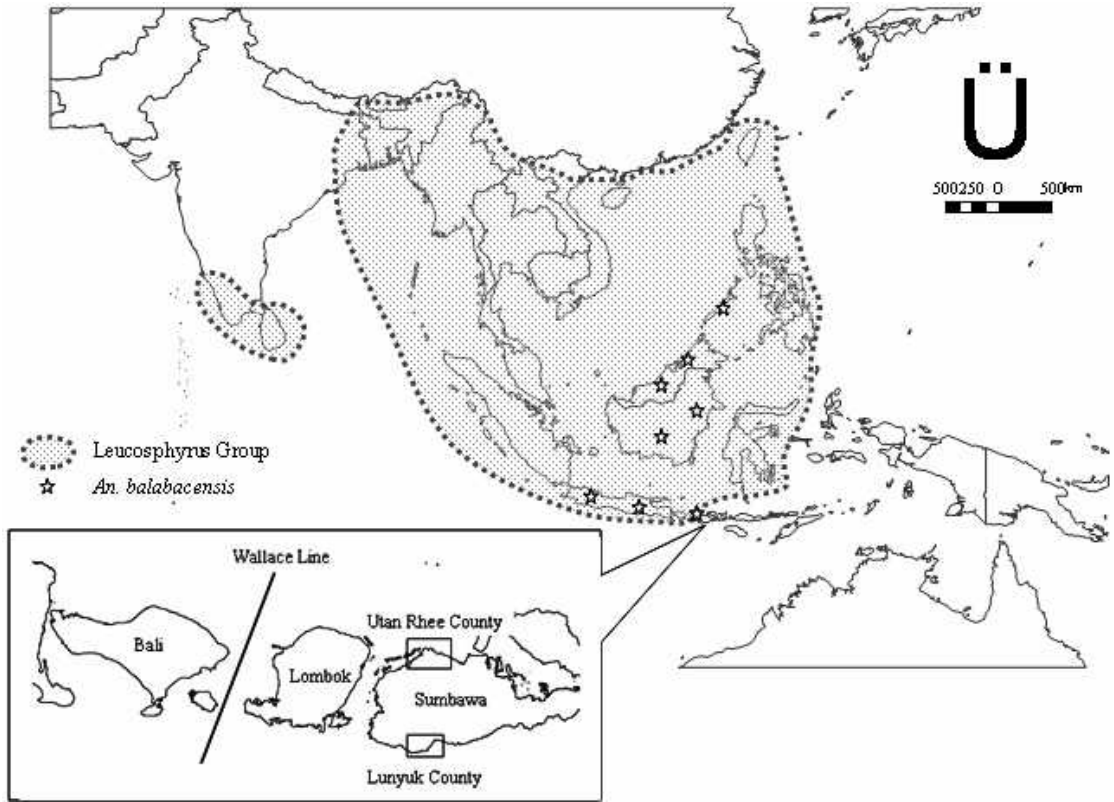 Ü
500250 0 500km
Leucosphyrus Group
An. balabacensis
Wallace Line
Utan Rhee County
Bali
Lombok
Sumbawa
Lunyuk County